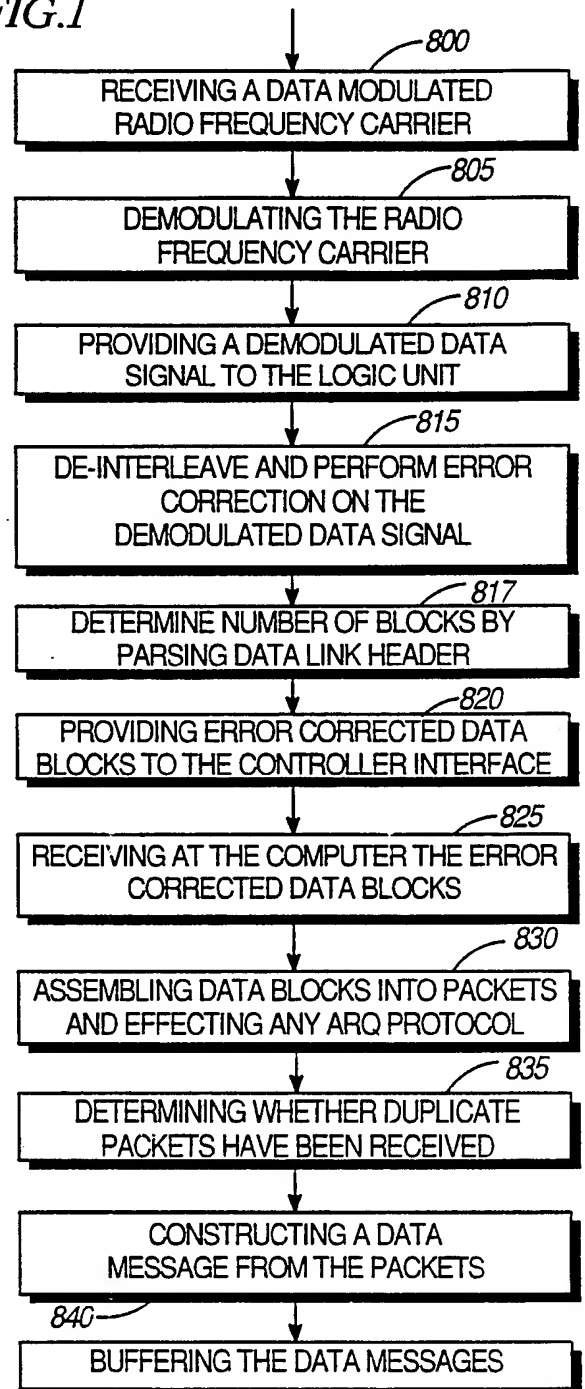 FIG.1
800
RECEIVING A DATA MODULATED
RADIO FREQUENCY CARRIER
805
DEMODULATING THE RADIO
FREQUENCY CARRIER
810
PROVIDING A DEMODULATED DATA
SIGNAL TO THE LOGIC UNIT
815
DE-INTERLEAVE AND PERFORM ERROR
CORRECTION ON THE
DEMODULATED DATA SIGNAL
817
DETERMINE NUMBER OF BLOCKS BY
PARSING DATA LINK HEADER
820
PROVIDING ERROR CORRECTED DATA
BLOCKS TO THE CONTROLLER INTERFACE
825
RECEIVING AT THE COMPUTER THE ERROR
CORRECTED DATA BLOCKS
830
ASSEMBLING DATA BLOCKS INTO PACKETS
AND EFFECTING ANY ARQ PROTOCOL
835
DETERMINING WHETHER DUPLICATE
PACKETS HAVE BEEN RECEIVED
CONSTRUCTING A DATA
MESSAGE FROM THE PACKETS
840
BUFFERING THE DATA MESSAGES